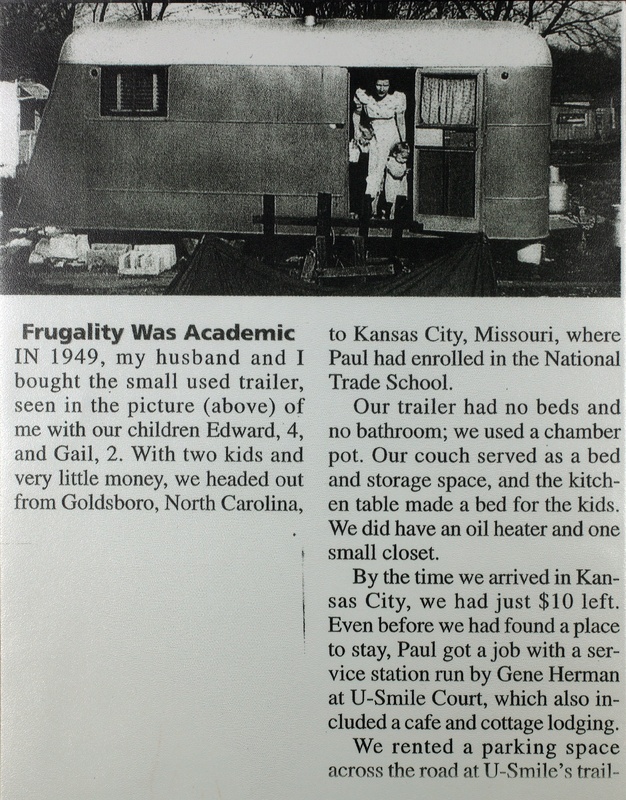 Frugality Was Academic
IN 1949, my husband and I
bought the small used trailer,
seen in the picture (above) of
me with our children Edward, 4,
and Gail, 2. With two kids and
very little money, we headed out
from Goldsboro, North Carolina,
to Kansas City, Missouri, where
Paul had enrolled in the National
Trade School.
Our trailer had no beds and
no bathroom; we used a chamber
pot. Our couch served as a bed
and storage space, and the kitch-
en table made a bed for the kids.
We did have an oil heater and one
small closet.
By the time we arrived in Kan-
sas City, we had just $10 left.
Even before we had found a place
to stay, Paul got a job with a ser-
vice station run by Gene Herman
at U-Smile Court, which also in-
cluded a cafe and cottage lodging.
We rented a parking space
across the road at U-Smile's trail-